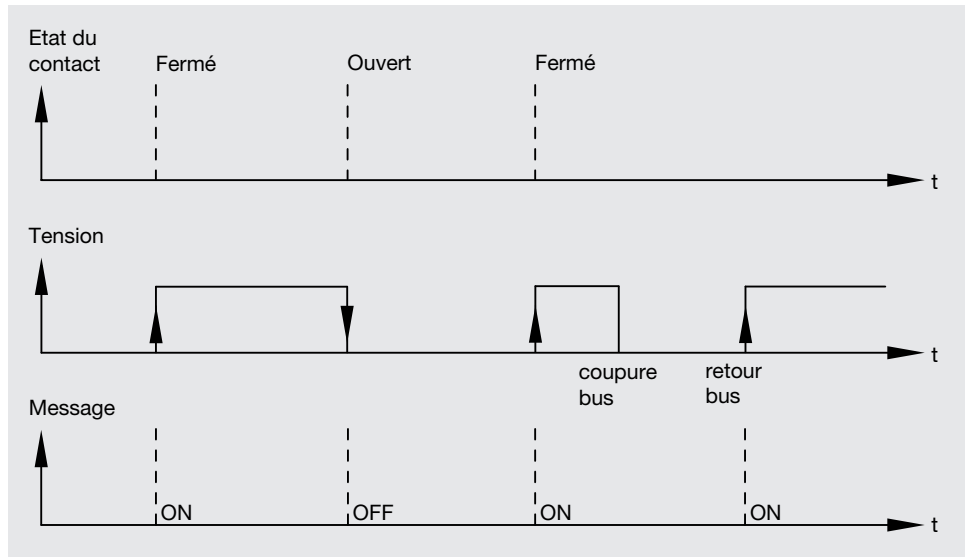 Etat du
contact
Fermé
Ouvert
Fermé
t
Tension
t
coupure
bus
retour
bus
Message
ON
OFF
ON
ON
t